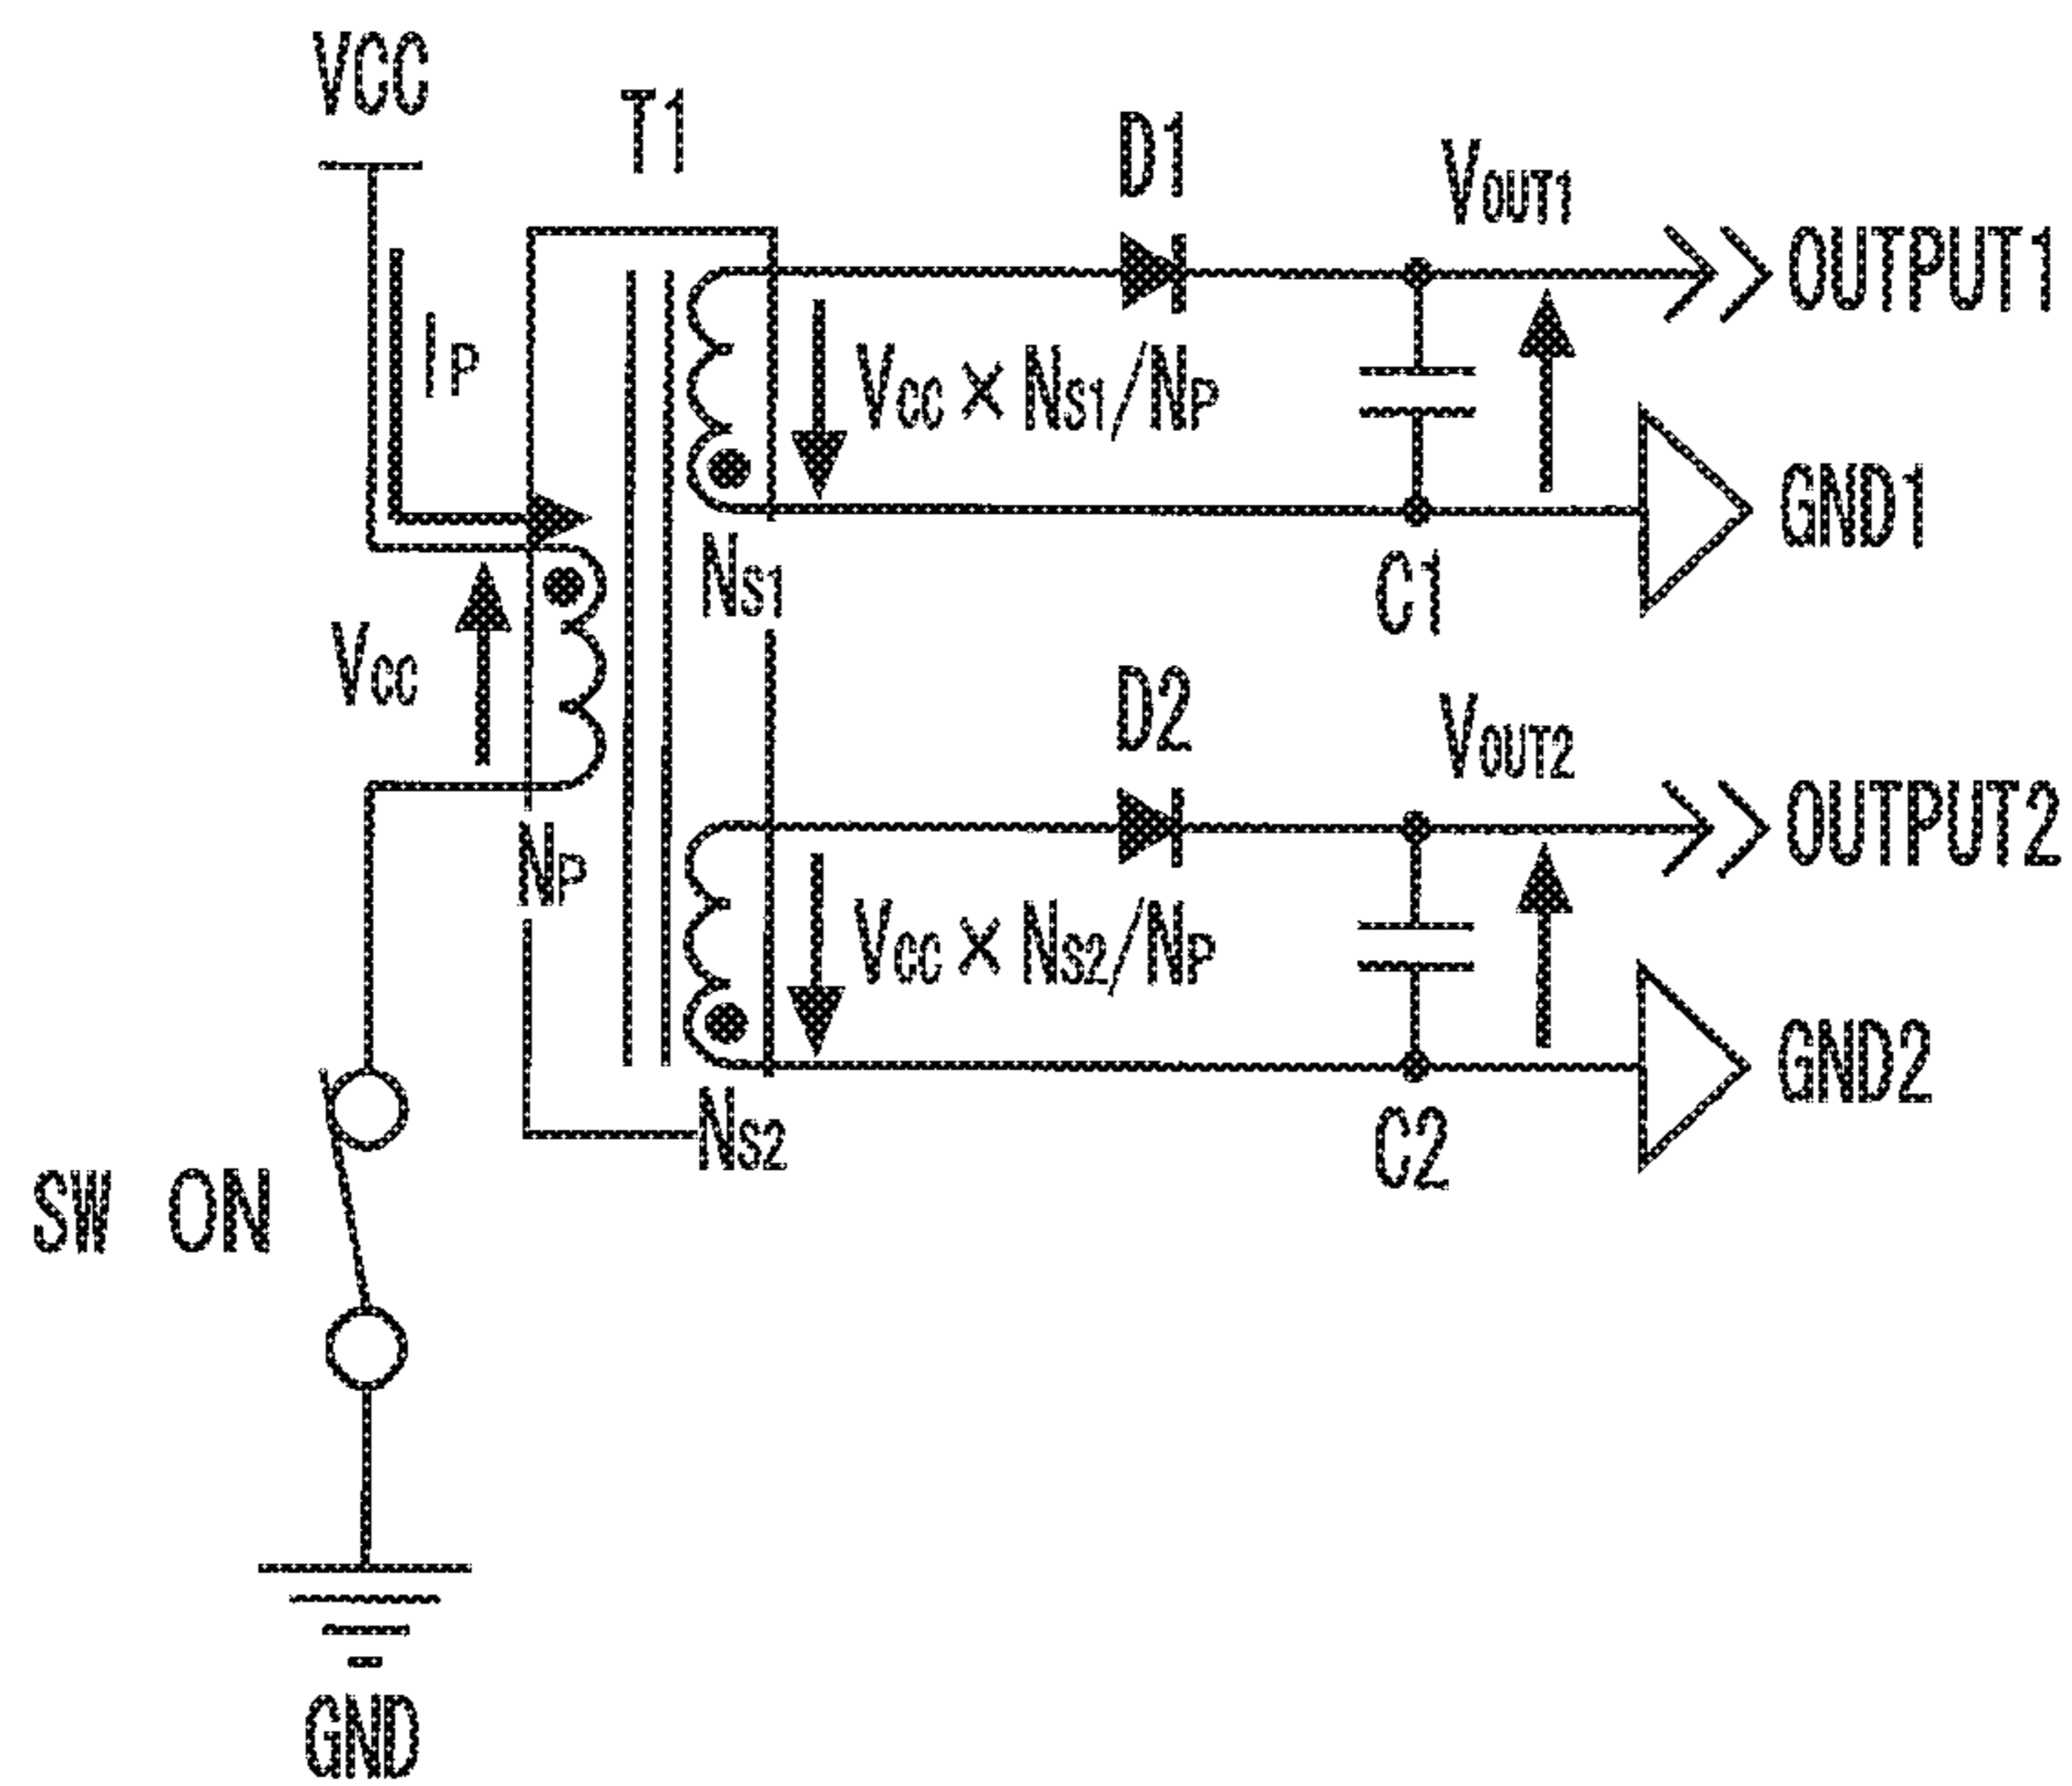 VCC
T1
D1
VOUT1
OUTPUT1
IP
VCC × NS1/NP
GND1
NS1
C1
VCC
D2
VOUT2
OUTPUT2
NP
VCC × NS2/NP
GND2
NS2
C2
SW ON
GND